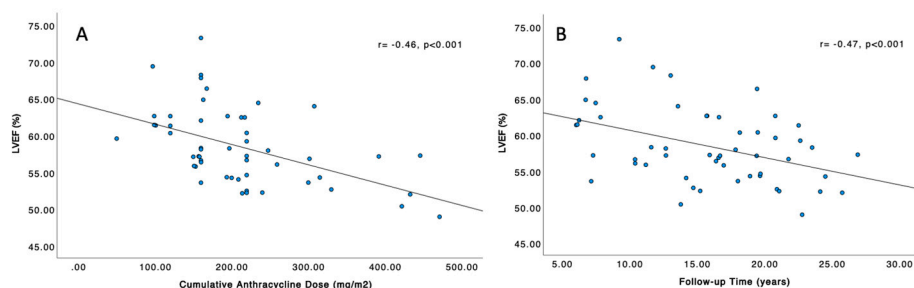 A
r= -0.46, p<0.001
LVEF (%)
75.00
70.00
65.00
60.00
55.00
50.00
45.00
.00 100.00 200.00 300.00 400.00 500.00
Cumulative Anthracycline Dose (mg/m2)
B
r= -0.47, p<0.001
LVEF (%)
75.00
70.00
65.00
60.00
55.00
50.00
45.00
5.00 10.00 15.00 20.00 25.00 30.00
Follow-up Time (years)